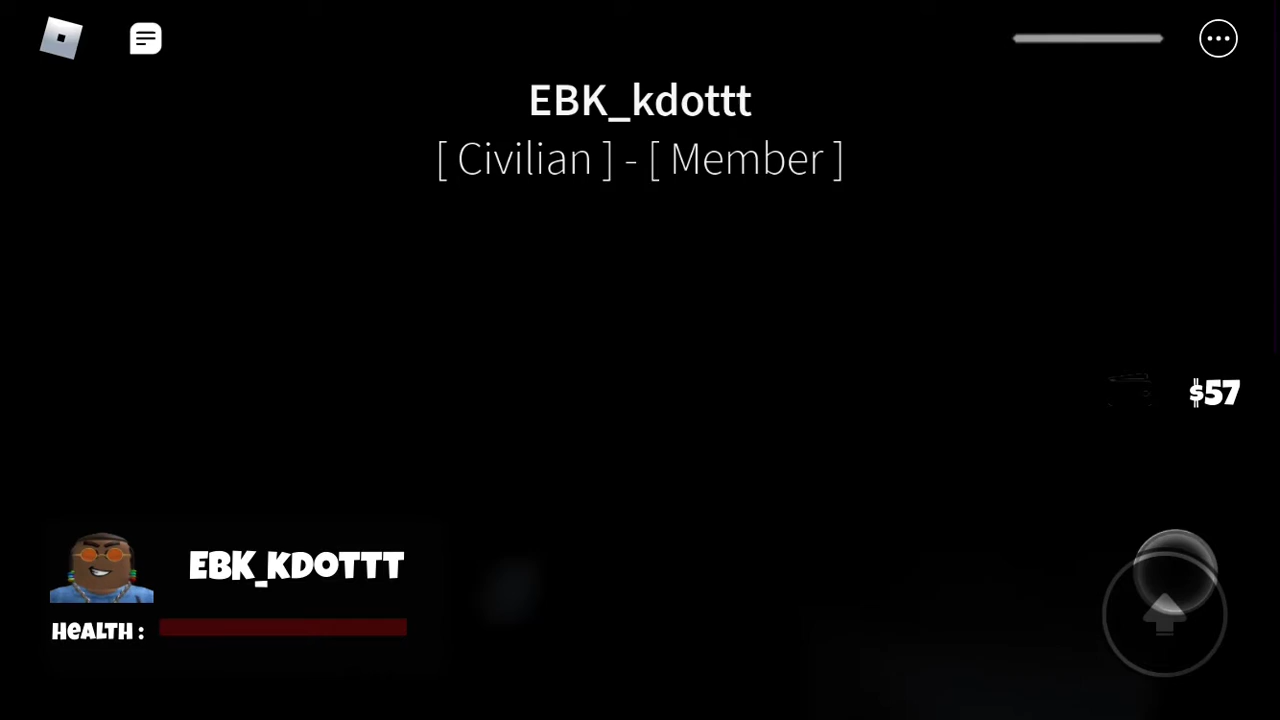 EBK_kdottt
[ Civilian ] - [ Member ]
$57
EBK_KDOTTT
HEALTH :